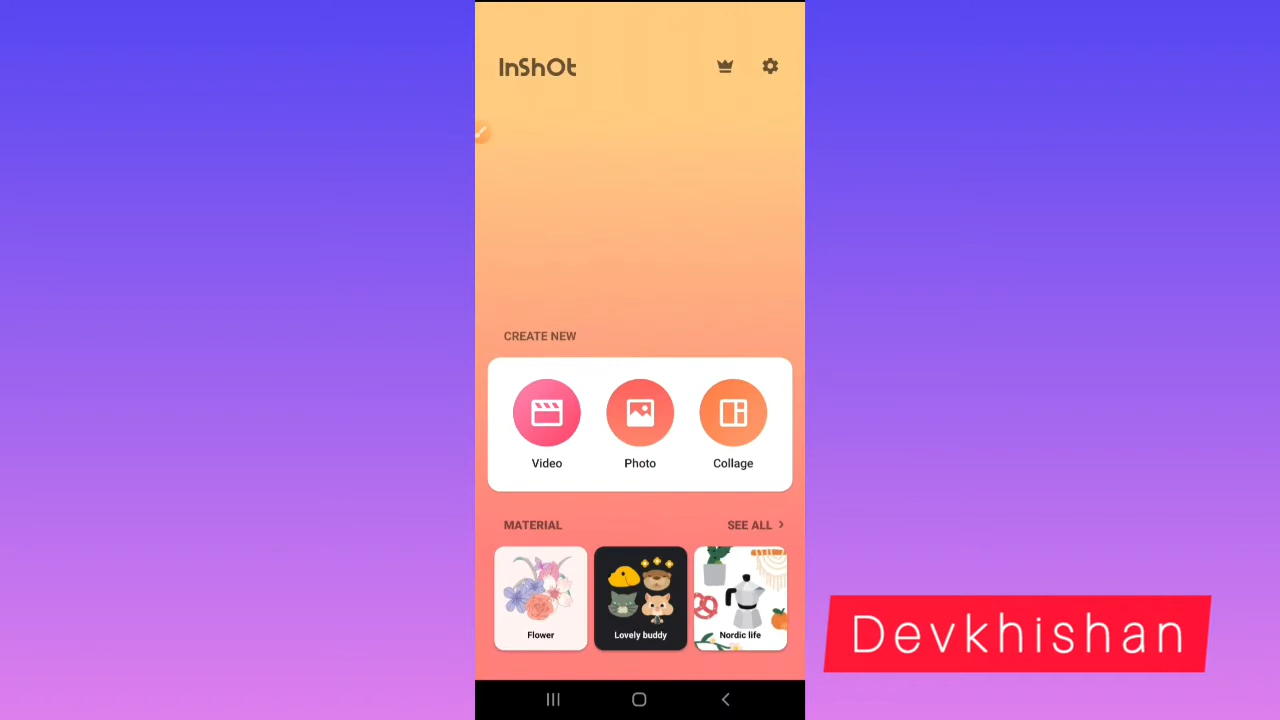 InShOt
CREATE NEW
Video
Photo
Collage
MATERIAL
SEE ALL >
Flower
Lovely buddy
Nordic life
Devkhishan